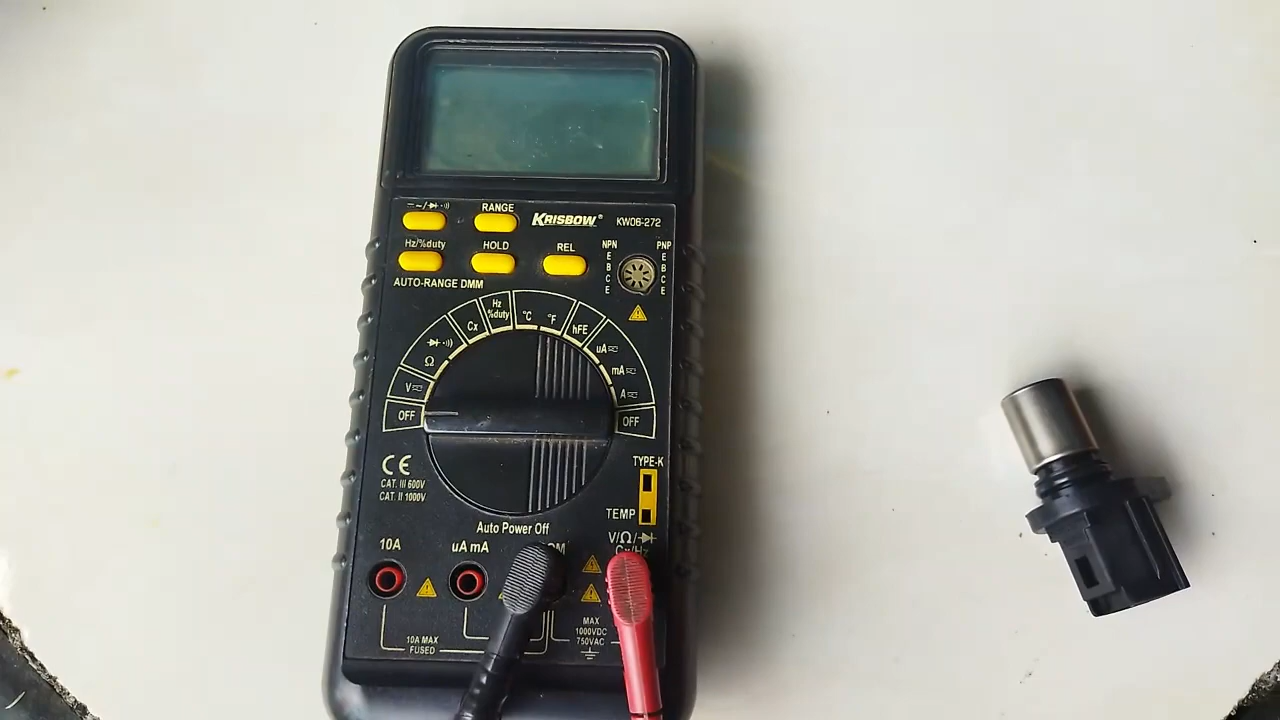 RANGE
KRISBOW®
KW06-272
Hz/%duty
HOLD
REL
NPN
PNP
E
B
C
E
E
B
C
E
AUTO-RANGE DMM
Hz
%duty
°C
°F
Cx
hFE
Ω
uA
mA
V
A
OFF
OFF
CE
CAT. III 600V
CAT. II 1000V
TYPE-K
TEMP
Auto Power Off
10A
uA mA
V/Ω/
Cx/Hz
MAX
1000VDC
750VAC
10A MAX
FUSED